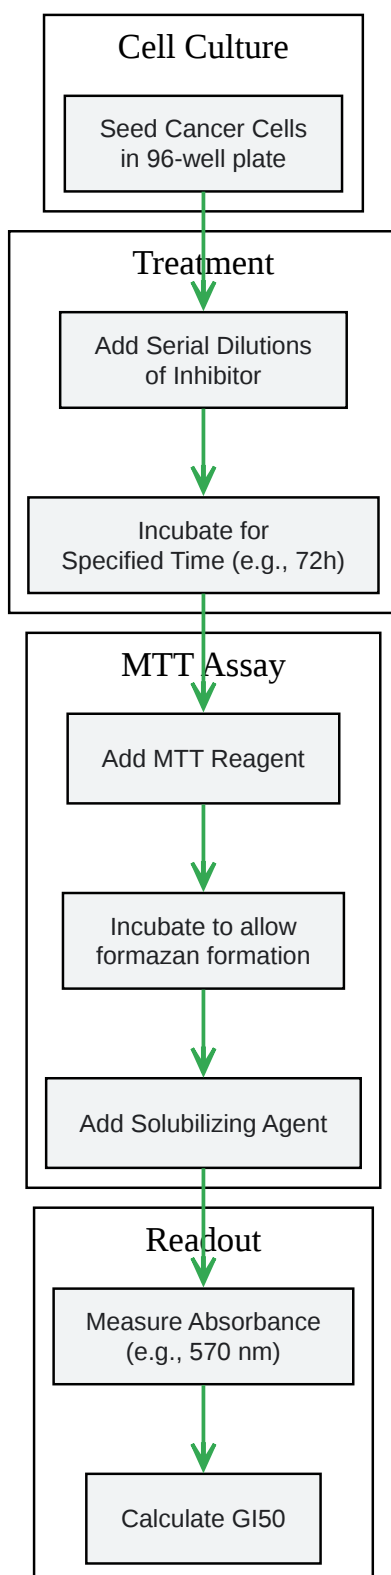 Cell Culture
Seed Cancer Cells
in 96-well plate
Treatment
Add Serial Dilutions
of Inhibitor
Incubate for
Specified Time (e.g., 72h)
MTT Assay
Add MTT Reagent
Incubate to allow
formazan formation
Add Solubilizing Agent
Readout
Measure Absorbance
(e.g., 570 nm)
Calculate GI50